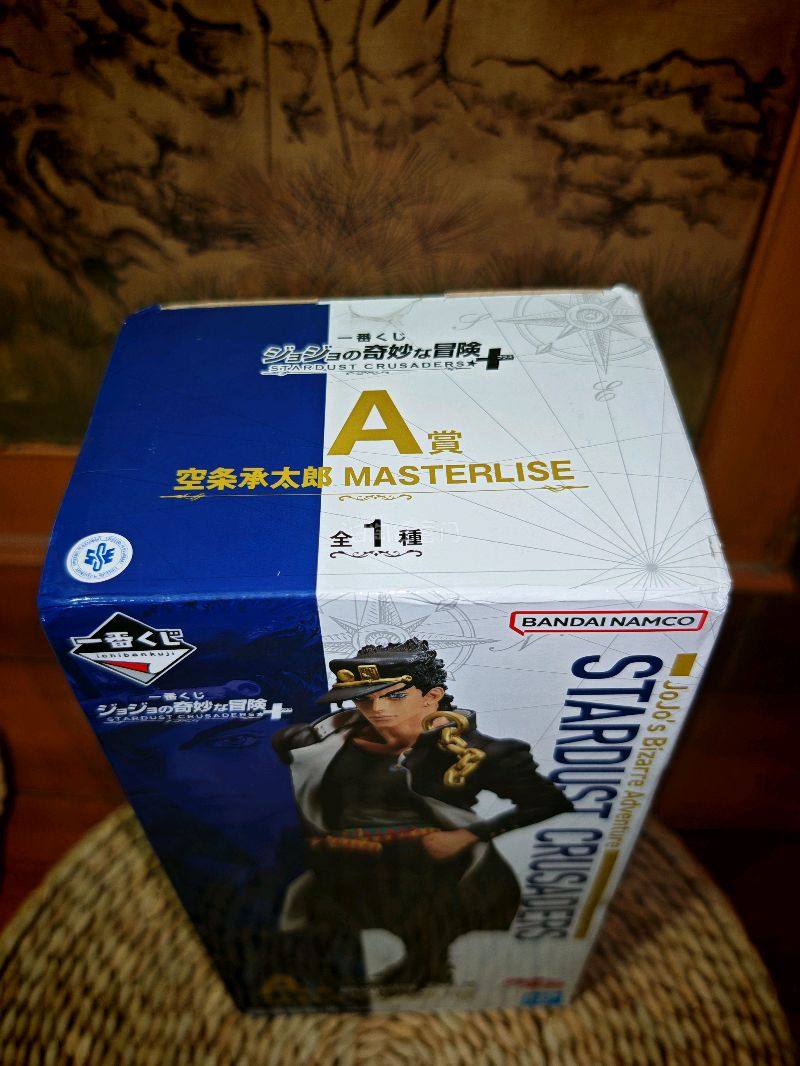 一番くじ
ジョジョの奇妙な冒険+
STARDUST CRUSADERS
A賞
空条承太郎 MASTERLISE
全1種
一番くじ
ichibankuji
一番くじ
ジョジョの奇妙な冒険+
STARDUST CRUSADERS
BANDAI NAMCO
JoJo's Bizarre Adventure
STARDUST CRUSADERS